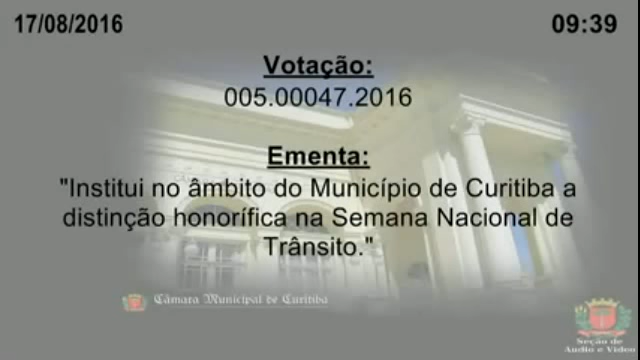 17/08/2016
09:39
Votação:
005.00047.2016
Ementa:
"Institui no âmbito do Município de Curitiba a
distinção honorífica na Semana Nacional de
Trânsito."
Câmara Municipal de Curitiba
Seção de
Áudio e Vídeo